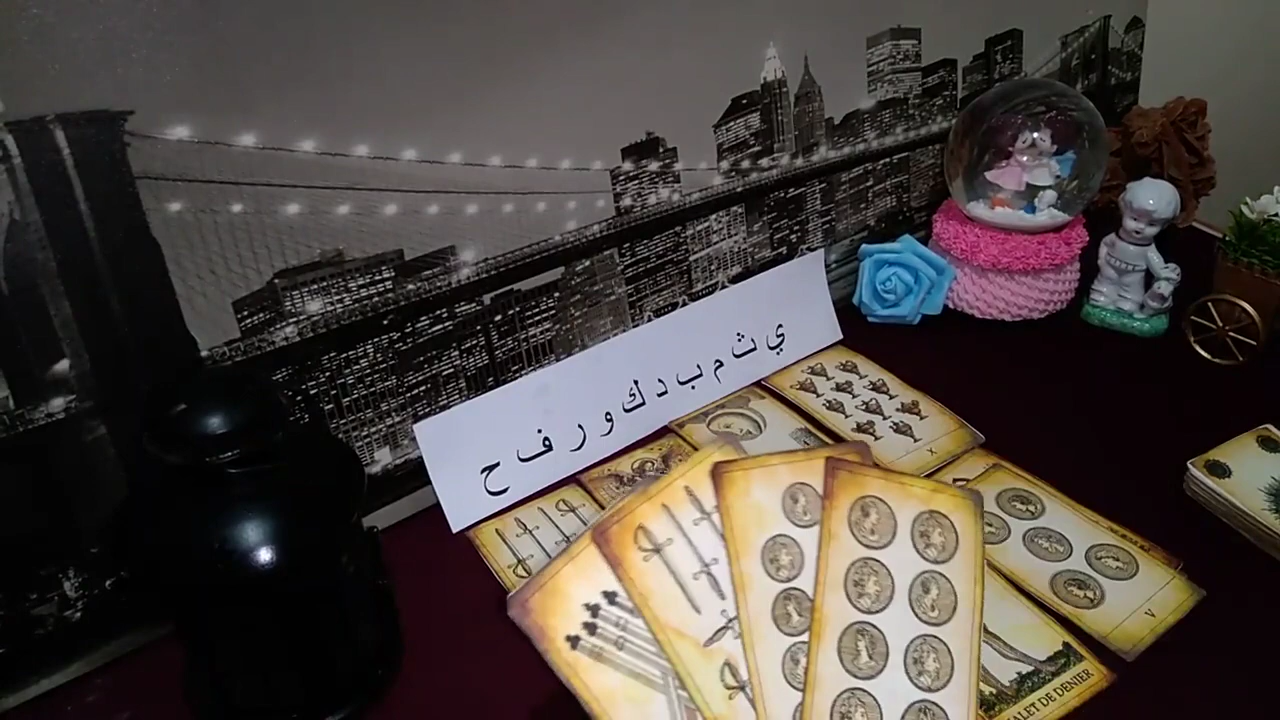 ي ث م ب د ك و ر ف ح
X
V
VALET DE DENIER